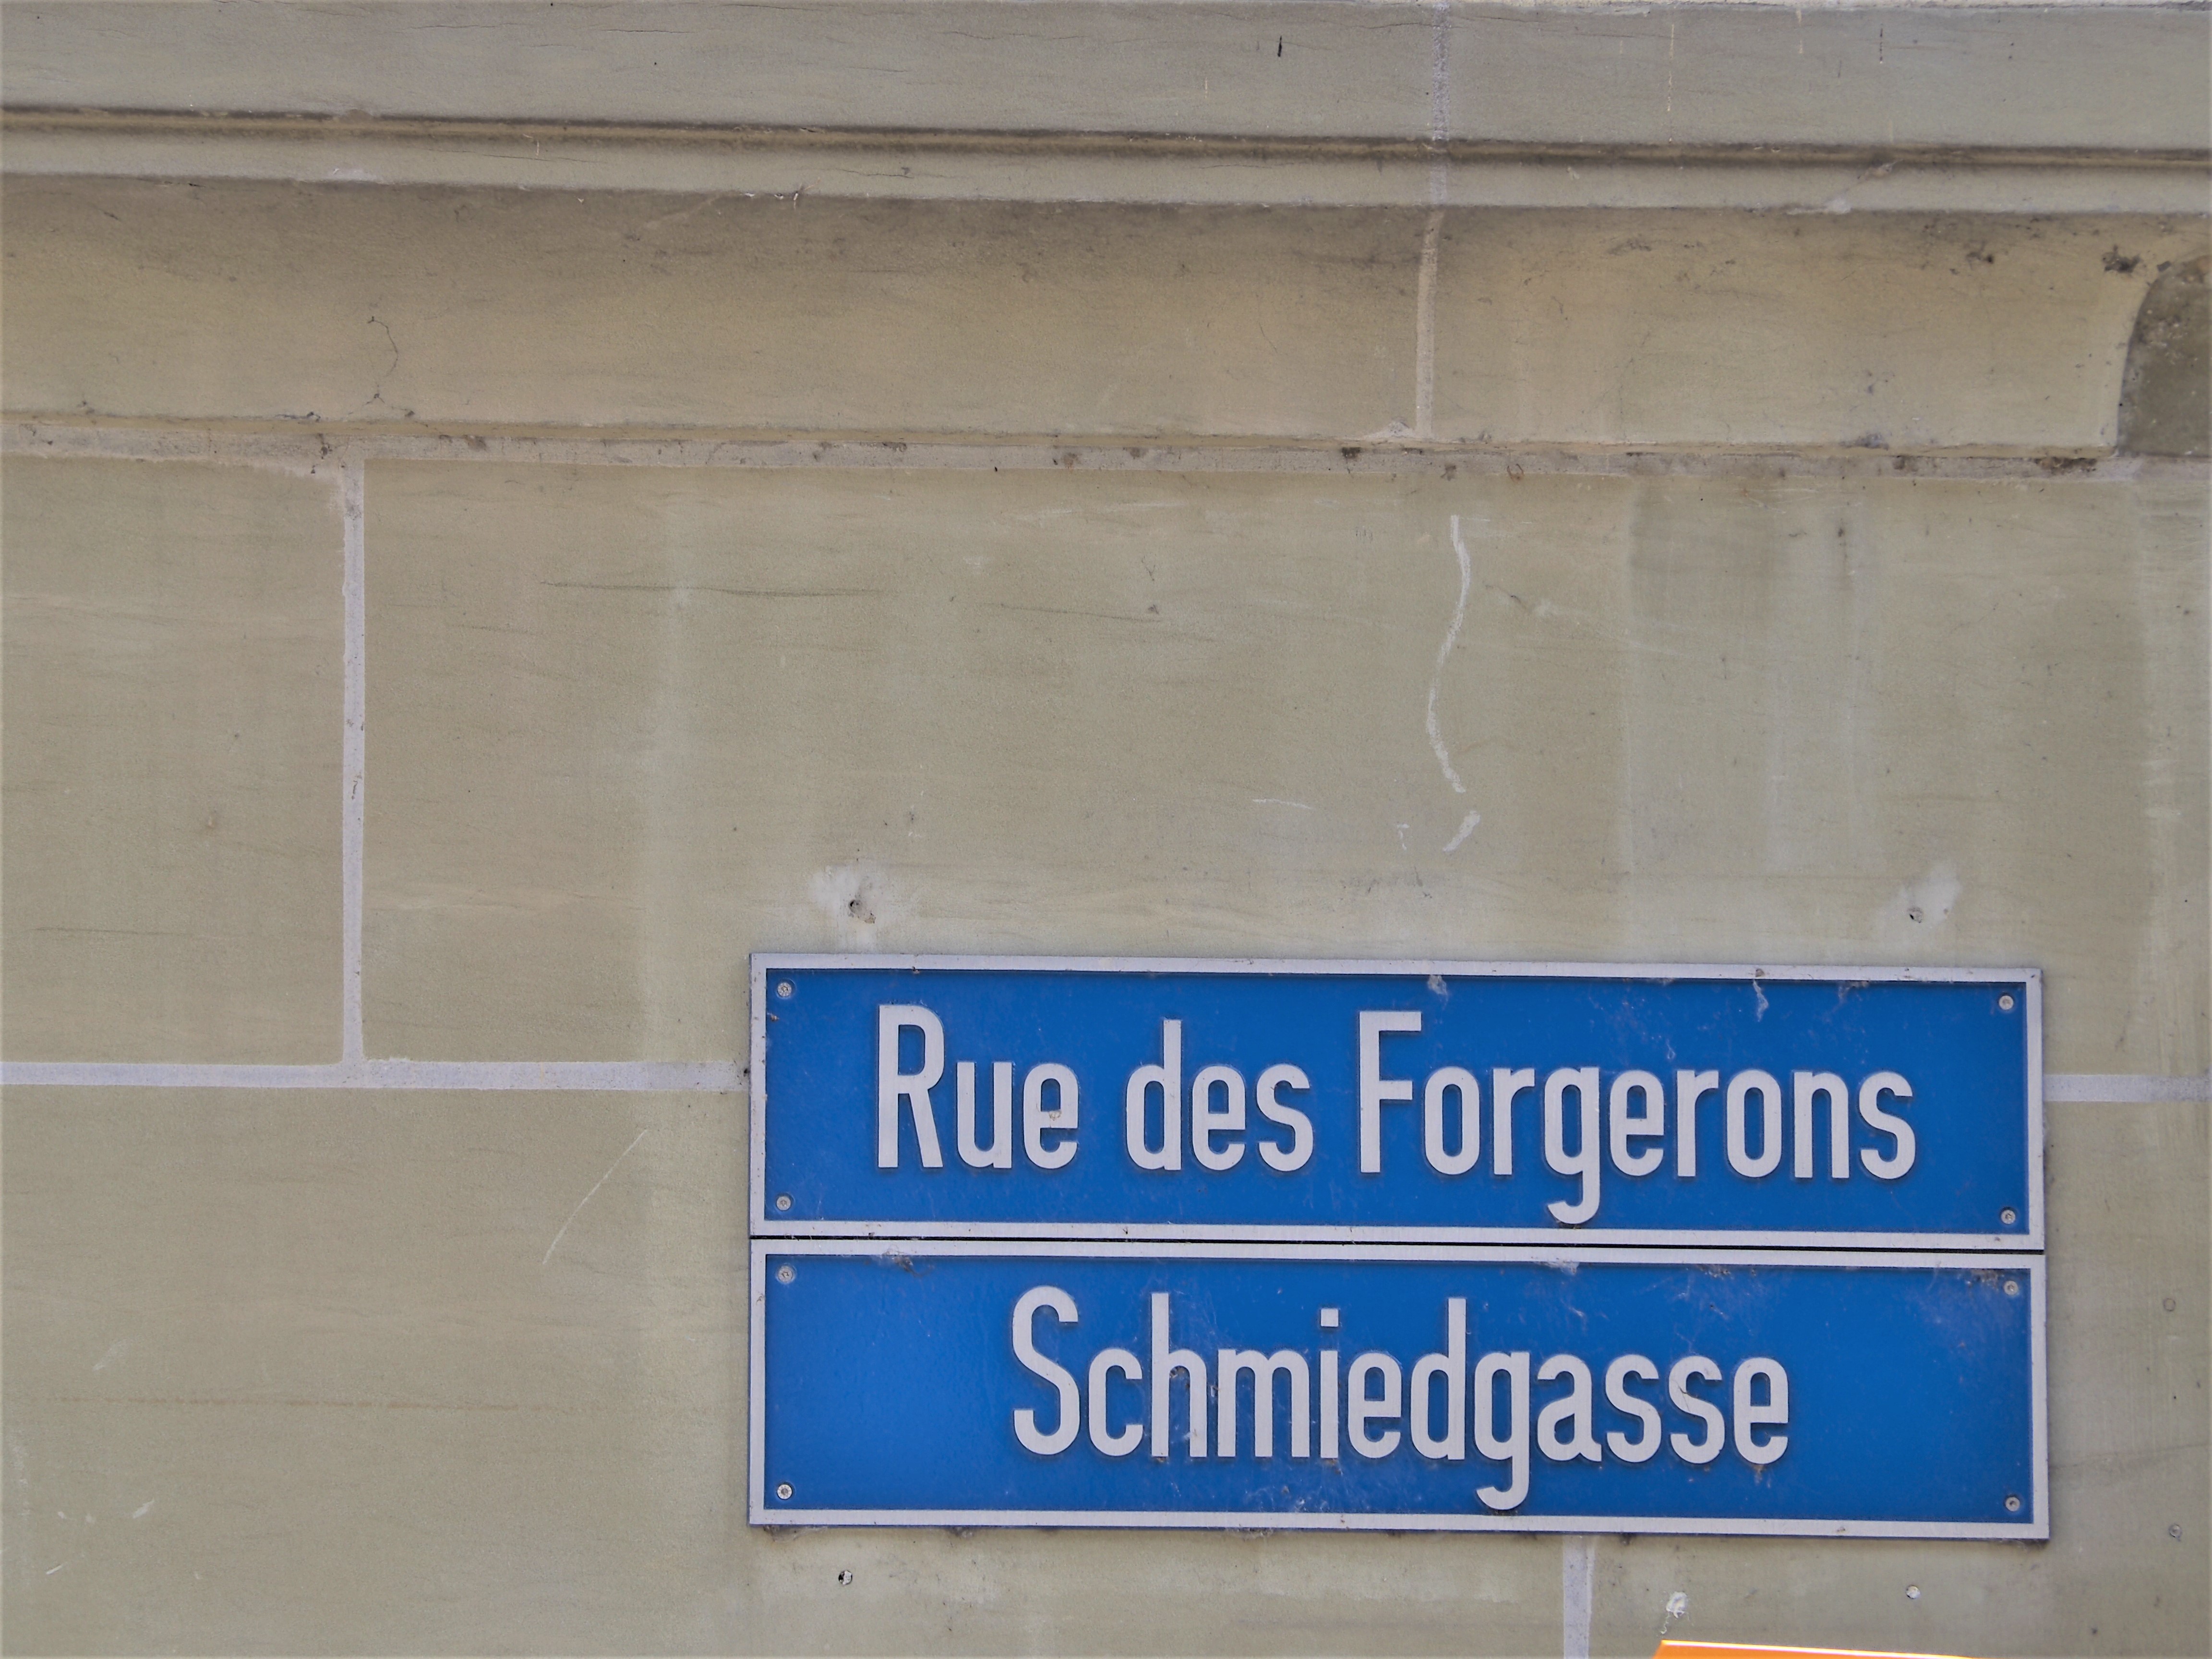 Rue des Forgerons
Schmiedgasse